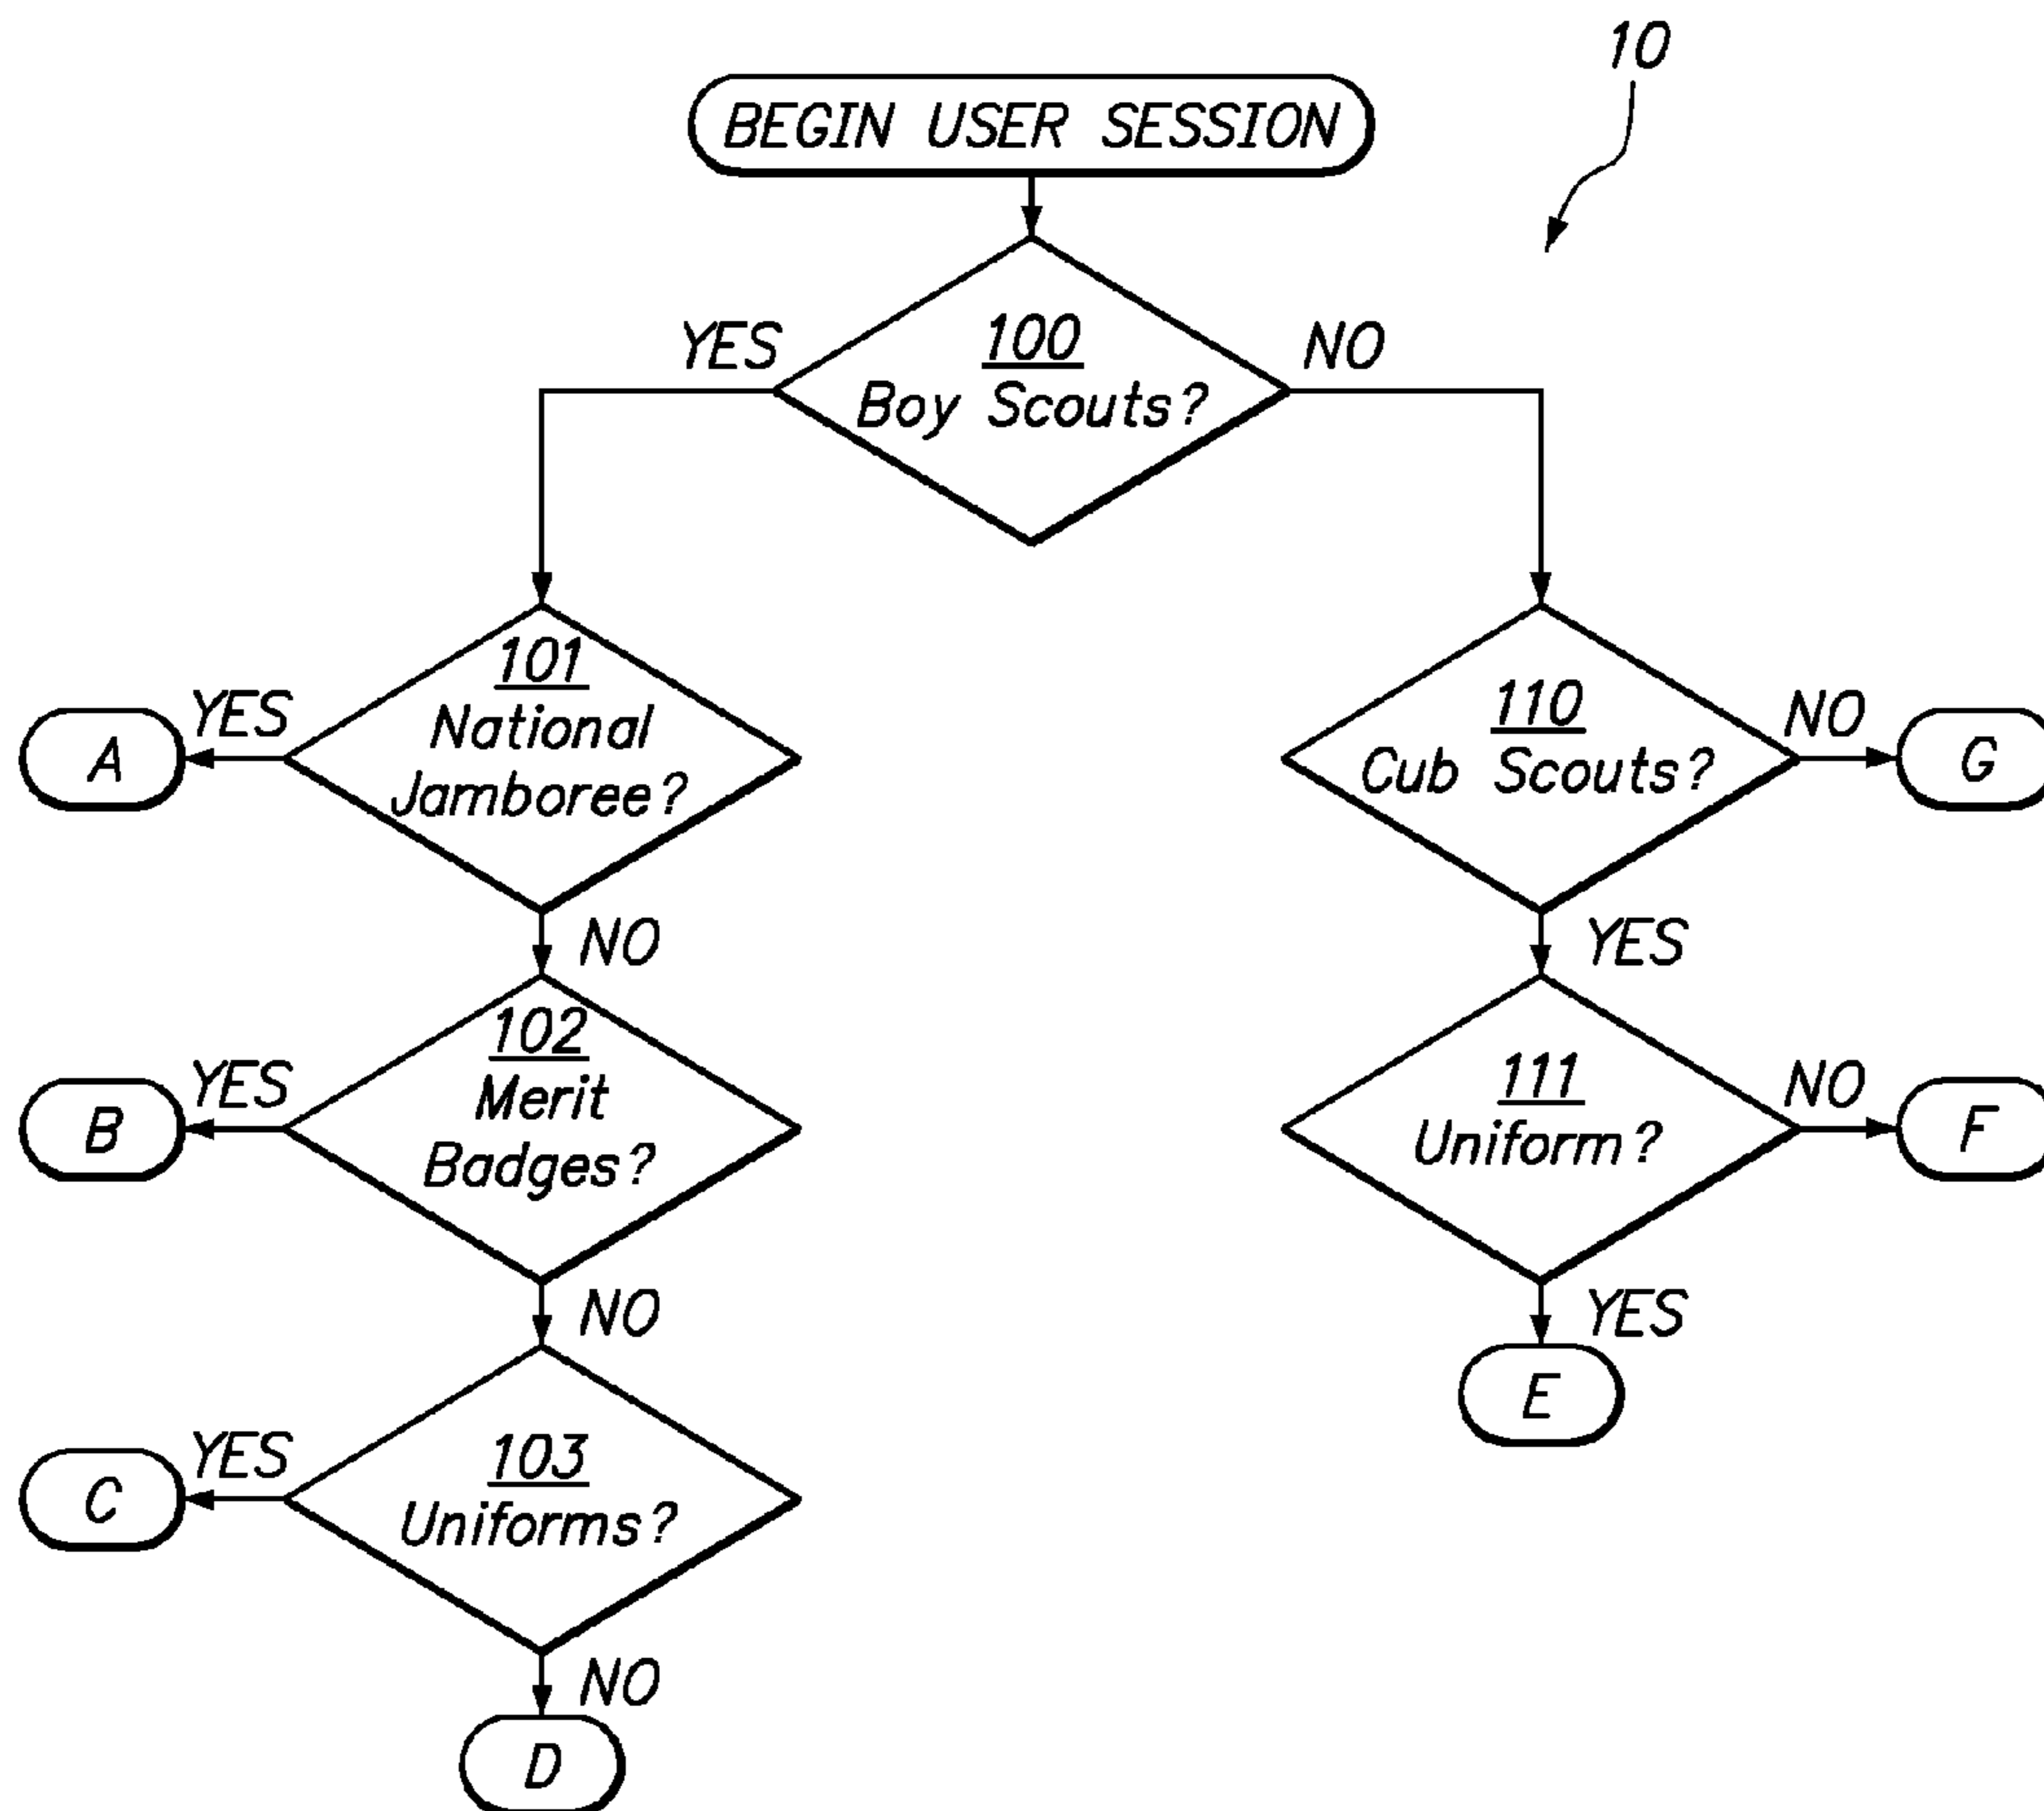 10
BEGIN USER SESSION
YES
100
NO
Boy Scouts?
101
National
Jamboree?
YES
A
NO
110
Cub Scouts?
NO
G
YES
102
Merit
Badges?
YES
B
NO
111
Uniform?
NO
F
YES
E
103
Uniforms?
YES
C
NO
D